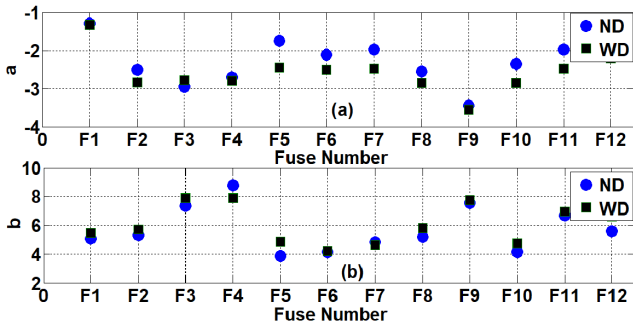 -1
-2
-3
-4
a
ND
WD
(a)
0 F1 F2 F3 F4 F5 F6 F7 F8 F9 F10 F11 F12
Fuse Number
10
8
6
4
2
b
ND
WD
(b)
0 F1 F2 F3 F4 F5 F6 F7 F8 F9 F10 F11 F12
Fuse Number